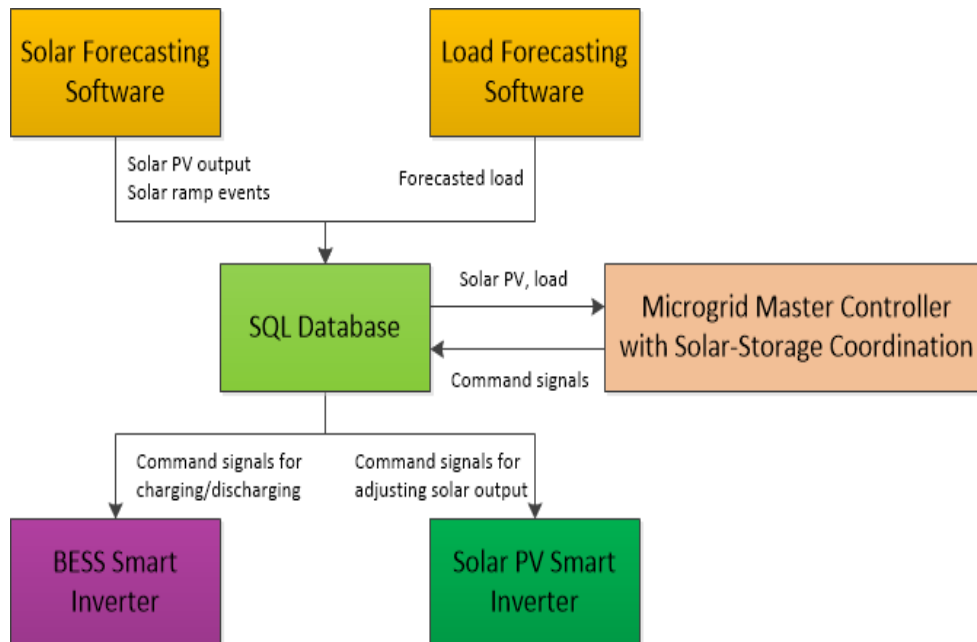 Solar Forecasting
Software
Load Forecasting
Software
Solar PV output
Solar ramp events
Forecasted load
SQL Database
Solar PV, load
Command signals
Microgrid Master Controller
with Solar-Storage Coordination
Command signals for
charging/discharging
Command signals for
adjusting solar output
BESS Smart
Inverter
Solar PV Smart
Inverter